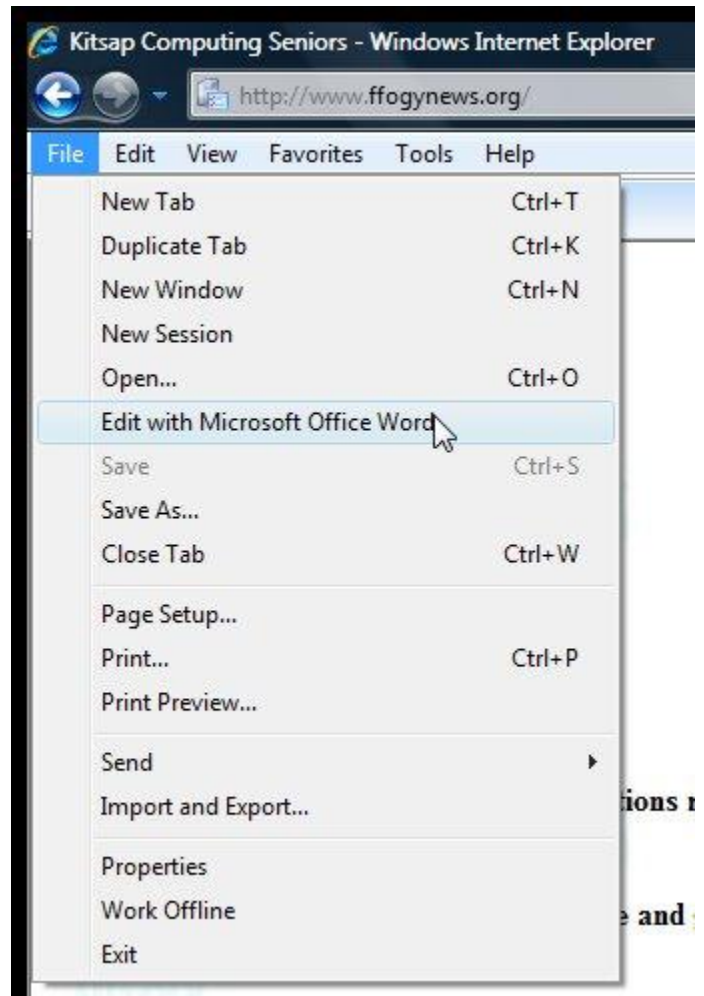 Kitsap Computing Seniors - Windows Internet Explorer
http://www.ffogynews.org/
File Edit View Favorites Tools Help
New Tab Ctrl+T
Duplicate Tab Ctrl+K
New Window Ctrl+N
New Session
Open... Ctrl+O
Edit with Microsoft Office Word
Save Ctrl+S
Save As...
Close Tab Ctrl+W
Page Setup...
Print... Ctrl+P
Print Preview...
Send
Import and Export...
tions
Properties
Work Offline
and
Exit